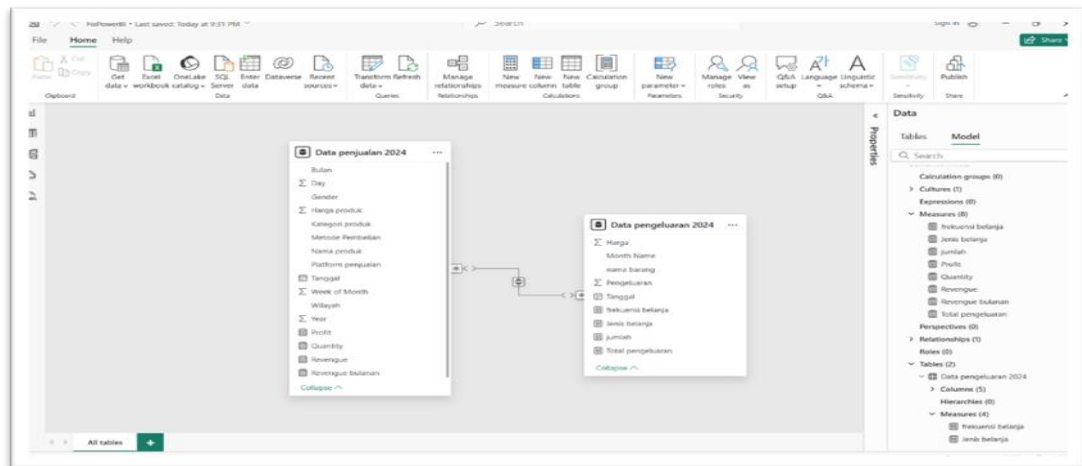 FixPowerBI • Last saved: Today at 9:31 PM
Search
Sign in
File Home Help
Share
Cut
Copy
Paste
Get data
Excel workbook
OneLake catalog
SQL Server
Enter data
Dataverse
Recent sources
Transform data
Refresh
Manage relationships
New measure
New column
New table
Calculation group
New parameter
Manage roles
View as
Q&A setup
Language
Linguistic schema
Sensitivity
Publish
Clipboard
Data
Queries
Relationships
Calculations
Parameters
Security
Q&A
Sensitivity
Share
Data penjualan 2024
Bulan
Day
Gender
Harga produk
Kategori produk
Metode Pembelian
Nama produk
Platform penjualan
Tanggal
Week of Month
Wilayah
Year
Profit
Quantity
Revengue
Revengue bulanan
Collapse
Data pengeluaran 2024
Harga
Month Name
nama barang
Pengeluaran
Tanggal
frekuensi belanja
Jenis belanja
jumlah
Total pengeluaran
Collapse
Properties
Data
Tables Model
Search
Calculation groups (0)
Cultures (1)
Expressions (0)
Measures (8)
frekuensi belanja
Jenis belanja
jumlah
Profit
Quantity
Revengue
Revengue bulanan
Total pengeluaran
Perspectives (0)
Relationships (1)
Roles (0)
Tables (2)
Data pengeluaran 2024
Columns (5)
Hierarchies (0)
Measures (4)
frekuensi belanja
Jenis belanja
All tables